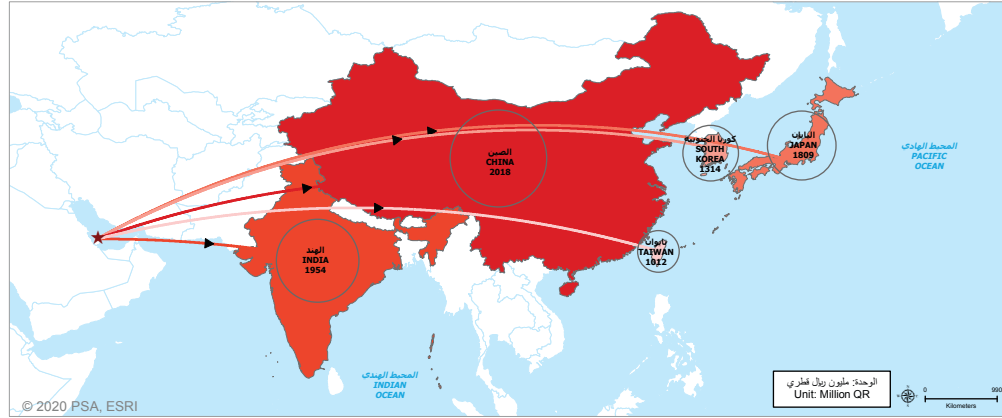 الصين
CHINA
2018
كوريا الجنوبية
SOUTH
KOREA
1314
اليابان
JAPAN
1809
المحيط الهادي
PACIFIC
OCEAN
الهند
INDIA
1954
تايوان
TAIWAN
1012
المحيط الهندي
INDIAN
OCEAN
الوحدة: مليون ريال قطري
Unit: Million QR
0
990
Kilometers
© 2020 PSA, ESRI